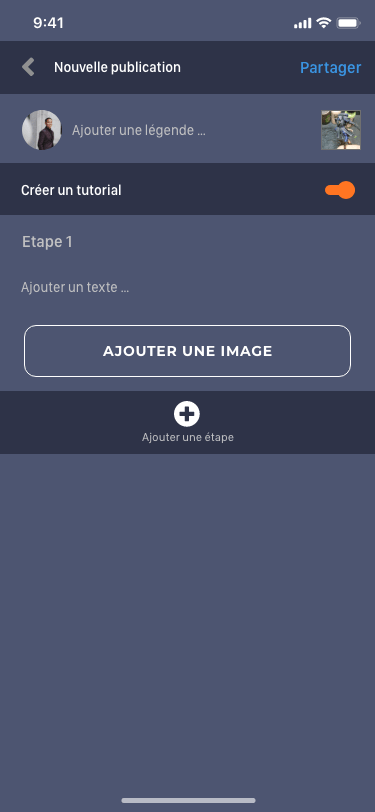 9:41
Nouvelle publication
Partager
Ajouter une légende ...
Créer un tutorial
Etape 1
Ajouter un texte ...
AJOUTER UNE IMAGE
Ajouter une étape